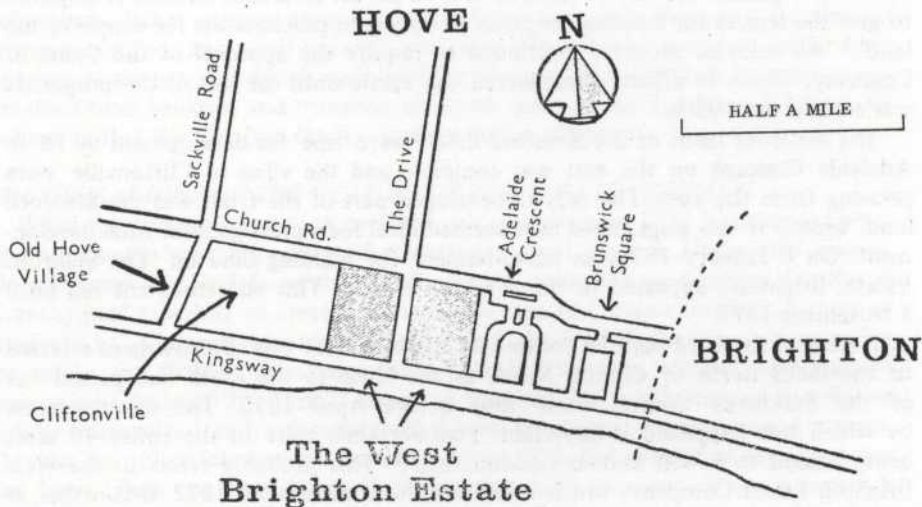 HOVE
N
HALF A MILE
Sackville Road
The Drive
Church Rd.
Adelaide
Crescent
Brunswick
Square
Old Hove
Village
Kingsway
BRIGHTON
Cliftonville
The West
Brighton Estate